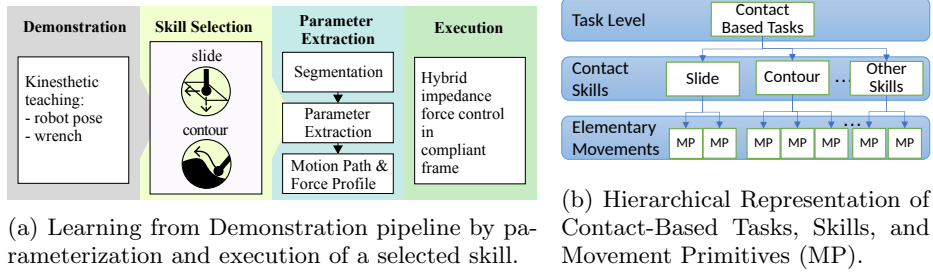 Demonstration
Kinesthetic
teaching:
- robot pose
- wrench
Skill Selection
slide
contour
Parameter
Extraction
Segmentation
Parameter
Extraction
Motion Path &
Force Profile
Execution
Hybrid
impedance
force control
in
compliant
frame
(a) Learning from Demonstration pipeline by pa-
rameterization and execution of a selected skill.
Task Level
Contact
Based Tasks
Contact
Skills
Slide
Contour
...
Other
Skills
Elementary
Movements
...
MP MP MP MP MP MP MP
(b) Hierarchical Representation of
Contact-Based Tasks, Skills, and
Movement Primitives (MP).